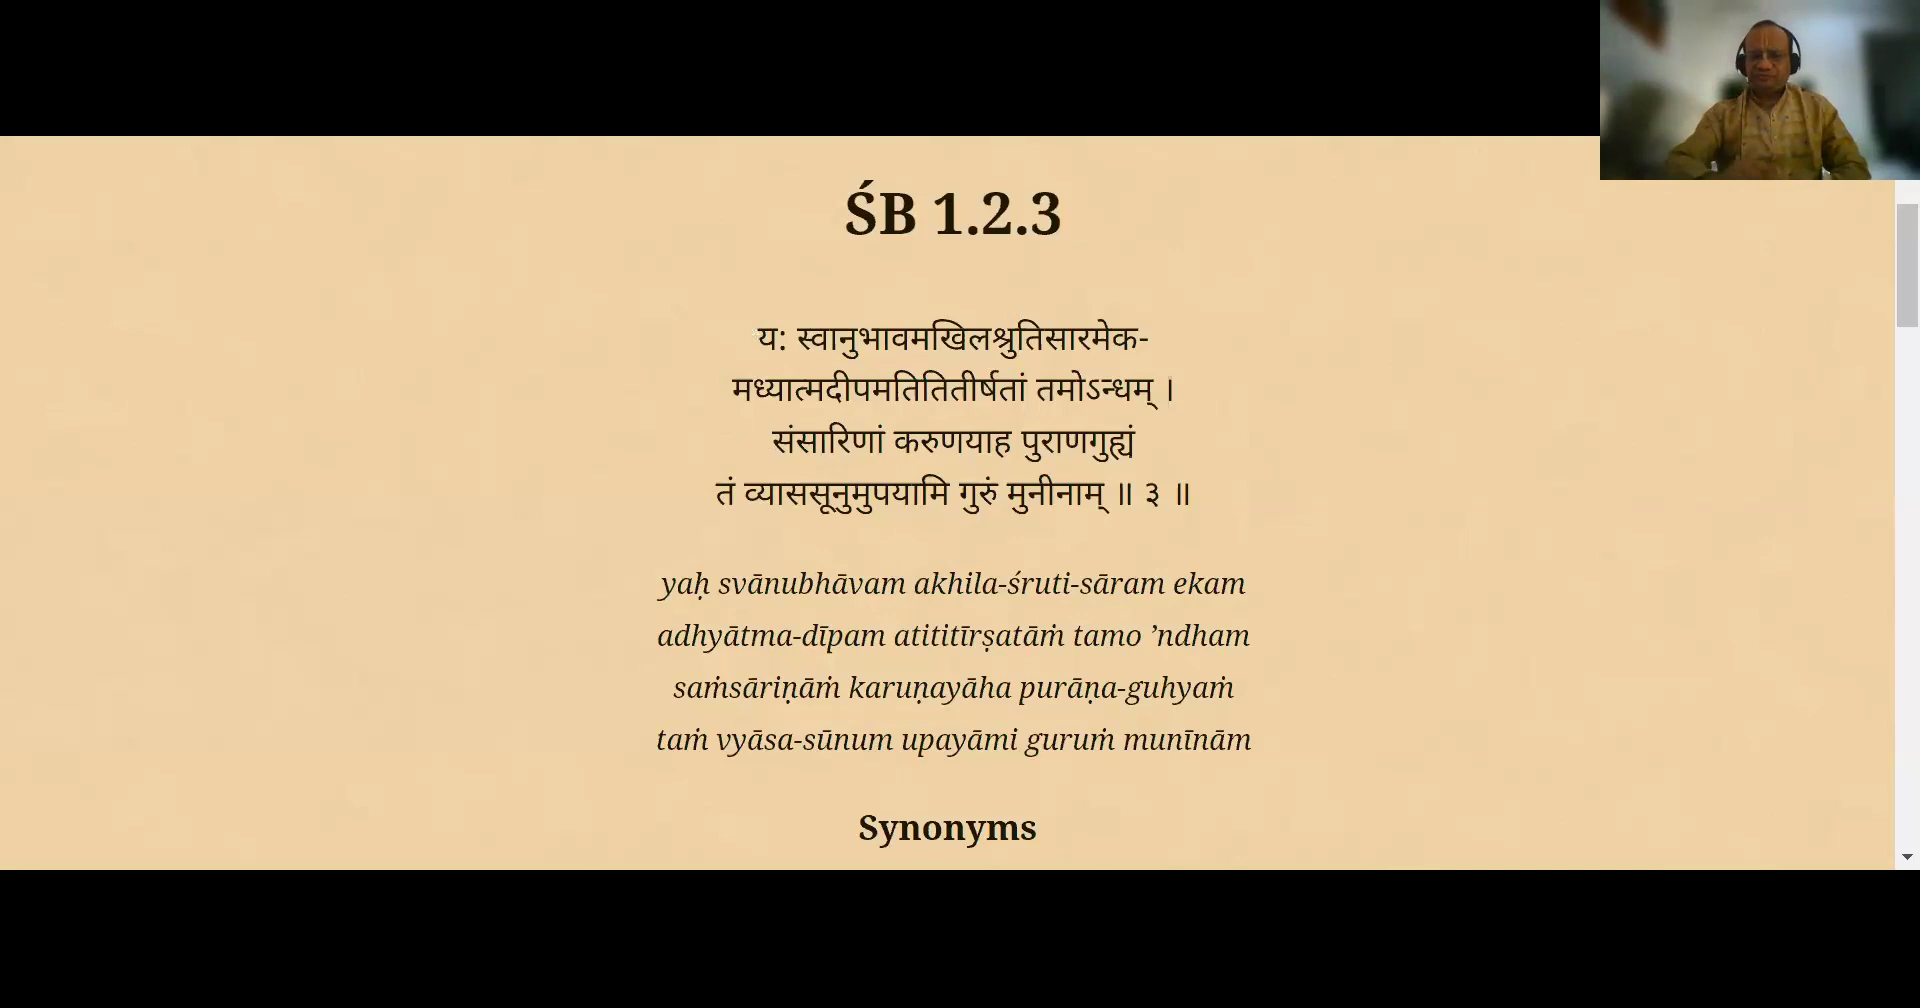 ŚB 1.2.3
य: स्वानुभावमखिलश्रुतिसारमेक-
मध्यात्मदीपमतितितीर्षतां तमोऽन्धम् ।
संसारिणां करुणयाह पुराणगुह्यं
तं व्याससूनुमुपयामि गुरुं मुनीनाम् ॥ ३ ॥
yaḥ svānubhāvam akhila-śruti-sāram ekam
adhyātma-dīpam atititīrṣatāṁ tamo ’ndham
saṁsāriṇāṁ karuṇayāha purāṇa-guhyaṁ
taṁ vyāsa-sūnum upayāmi guruṁ munīnām
Synonyms